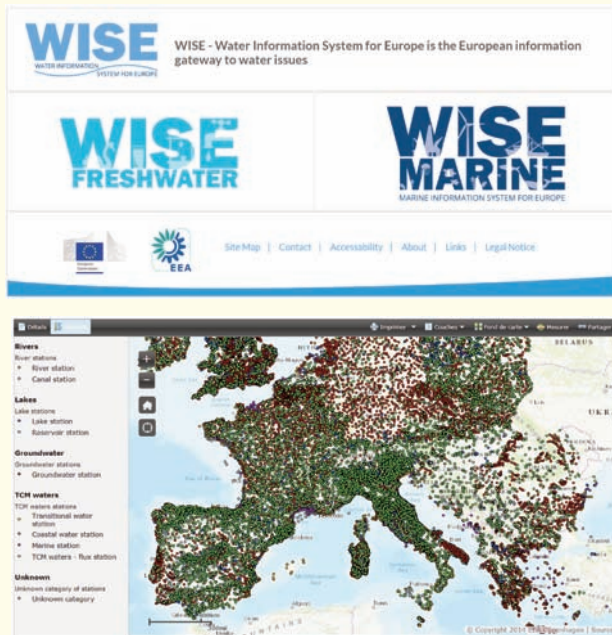 WISE
WATER INFORMATION
SYSTEM FOR EUROPE
WISE - Water Information System for Europe is the European information
gateway to water issues
WISE
FRESHWATER
WISE
MARINE
MARINE INFORMATION SYSTEM FOR EUROPE
European
Commission
EEA
Site Map | Contact | Accessability | About | Links | Legal Notice
Détails
Imprimer Couches Fond de carte Mesurer Partager
Rivers
River stations
River station
Canal station
Lakes
Lake stations
Lake station
Reservoir station
Groundwater
Groundwater stations
Groundwater station
TCM waters
TCM waters stations
Transitional water
station
Coastal water station
Marine station
TCM waters - flux station
Unknown
Unknown category of stations
Unknown category
BELARUS